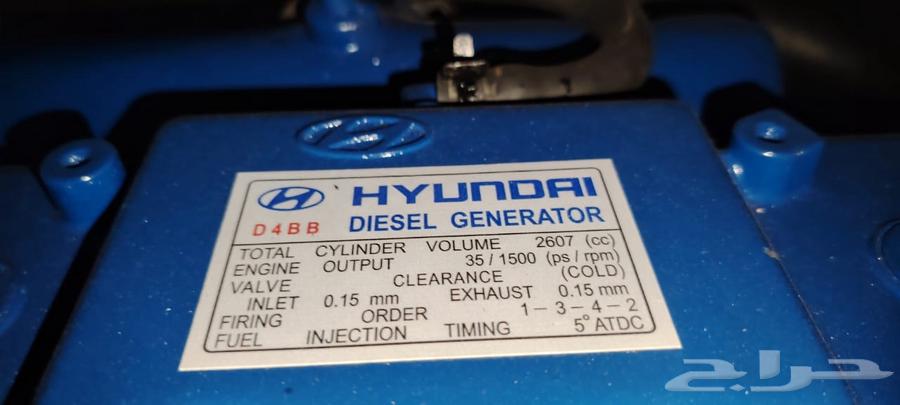 HYUNDAI
D4BB DIESEL GENERATOR
TOTAL CYLINDER VOLUME 2607 (cc)
ENGINE OUTPUT 35 / 1500 (ps / rpm)
VALVE CLEARANCE (COLD)
INLET 0.15 mm EXHAUST 0.15 mm
FIRING ORDER 1 – 3 – 4 – 2
FUEL INJECTION TIMING 5° ATDC
حراج